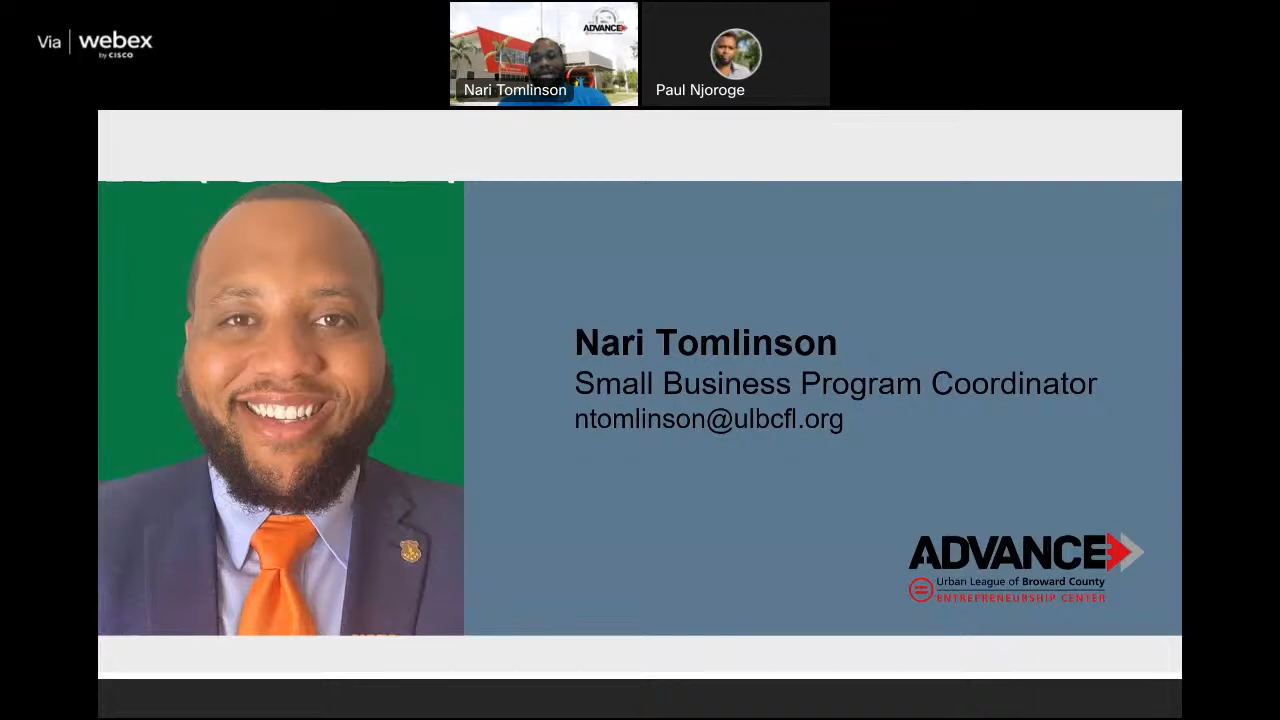 Via webex
by CISCO
ADVANCE
Nari Tomlinson
Paul Njoroge
Nari Tomlinson
Small Business Program Coordinator
ntomlinson@ulbcfl.org
ADVANCE
Urban League of Broward County
ENTREPRENEURSHIP CENTER